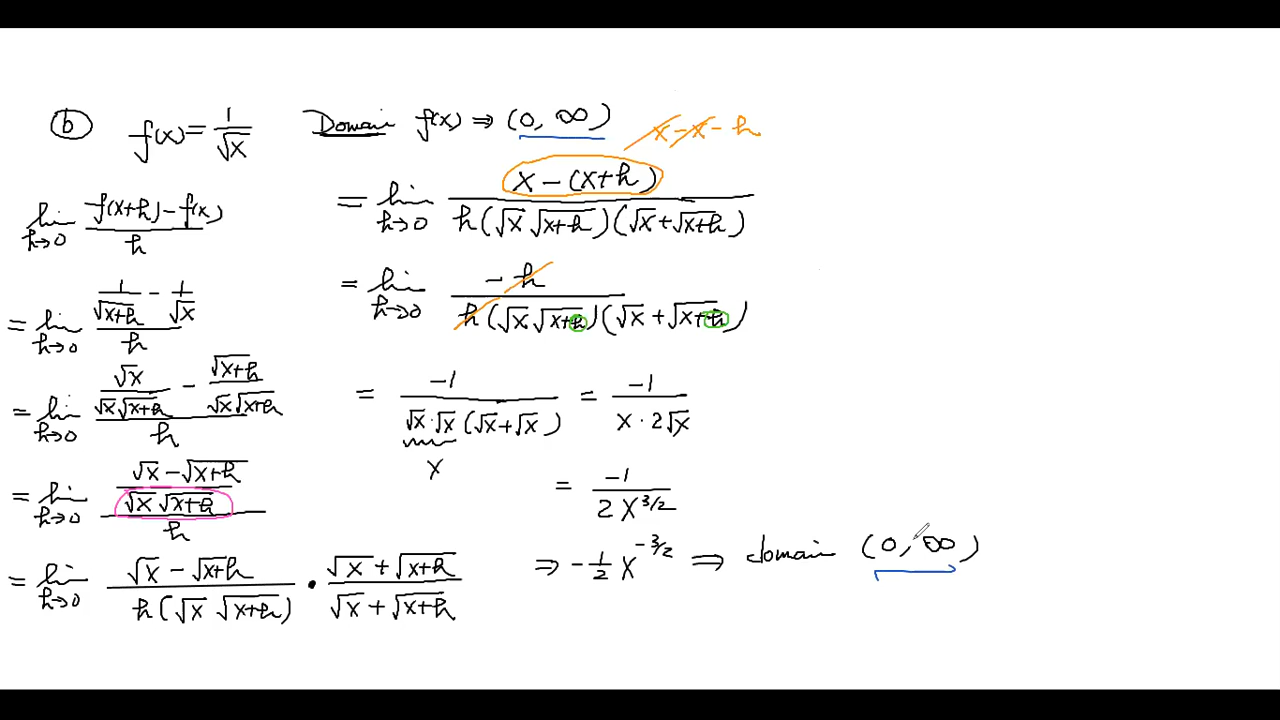 ⓑ f(x) = 1/√x Domain f(x) ⇒ (0, ∞)
lim h→0 (f(x+h) − f(x))/h
= lim h→0 (1/√(x+h) − 1/√x)/h
= lim h→0 (√x/(√x√(x+h)) − √(x+h)/(√x√(x+h)))/h
= lim h→0 ((√x − √(x+h))/(√x √(x+h)))/h
= lim h→0 (√x − √(x+h))/(h(√x √(x+h))) • (√x + √(x+h))/(√x + √(x+h))
x − x − h
= lim h→0 (x − (x+h))/(h(√x √(x+h))(√x + √(x+h)))
= lim h→0 −h/(h(√x √(x+h))(√x + √(x+h)))
= −1/(√x·√x(√x+√x)) = −1/(x · 2√x)
x
= −1/(2x^(3/2))
⇒ −1/2 x^(−3/2) ⇒ domain (0, ∞)